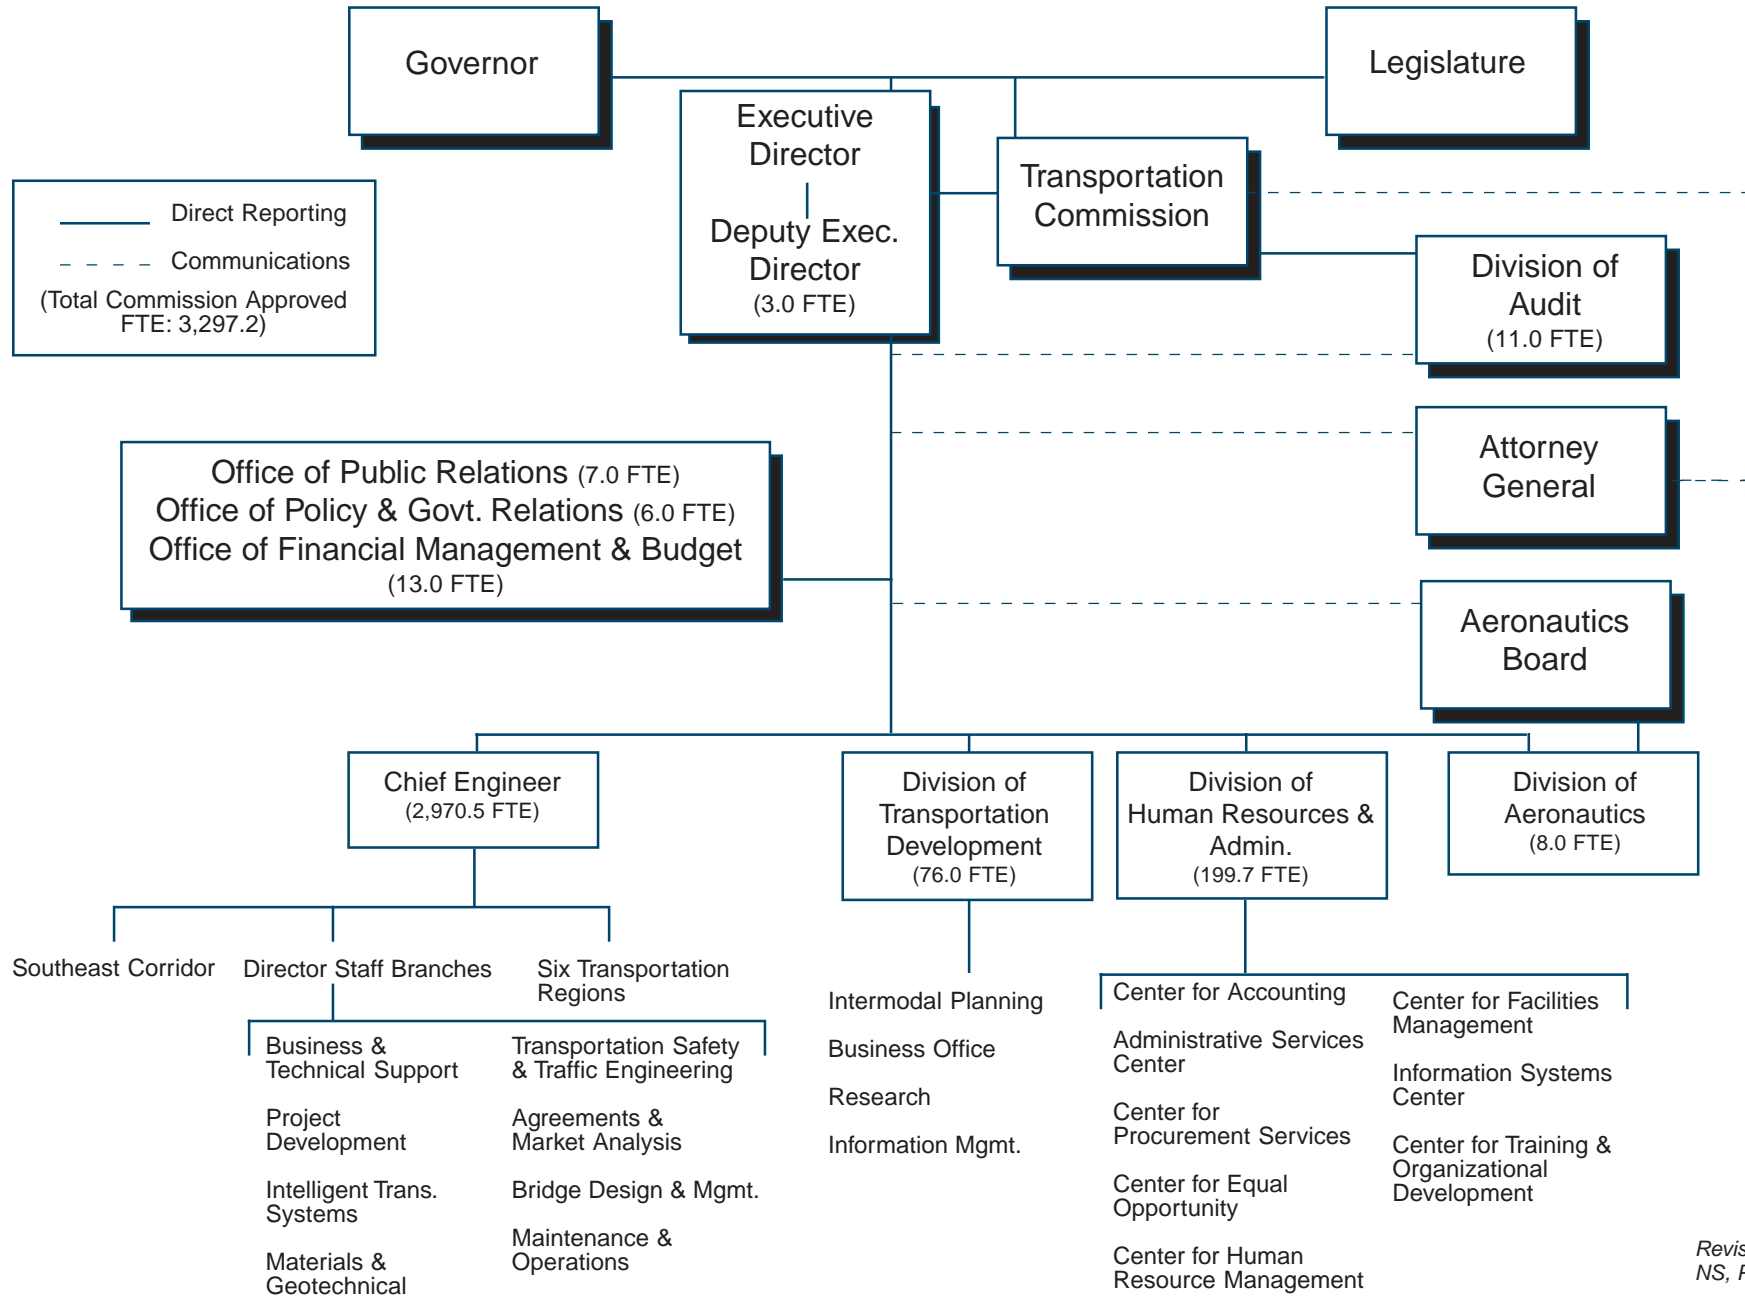 Governor
Legislature
Executive
Director
Deputy Exec.
Director
(3.0 FTE)
Transportation
Commission
Direct Reporting
Communications
(Total Commission Approved
FTE: 3,297.2)
Division of
Audit
(11.0 FTE)
Attorney
General
Office of Public Relations (7.0 FTE)
Office of Policy & Govt. Relations (6.0 FTE)
Office of Financial Management & Budget
(13.0 FTE)
Aeronautics
Board
Chief Engineer
(2,970.5 FTE)
Division of
Transportation
Development
(76.0 FTE)
Division of
Human Resources &
Admin.
(199.7 FTE)
Division of
Aeronautics
(8.0 FTE)
Southeast Corridor
Director Staff Branches
Six Transportation
Regions
Business &
Technical Support
Project
Development
Intelligent Trans.
Systems
Materials &
Geotechnical
Transportation Safety
& Traffic Engineering
Agreements &
Market Analysis
Bridge Design & Mgmt.
Maintenance &
Operations
Intermodal Planning
Business Office
Research
Information Mgmt.
Center for Accounting
Administrative Services
Center
Center for
Procurement Services
Center for Equal
Opportunity
Center for Human
Resource Management
Center for Facilities
Management
Information Systems
Center
Center for Training &
Organizational
Development
NS,